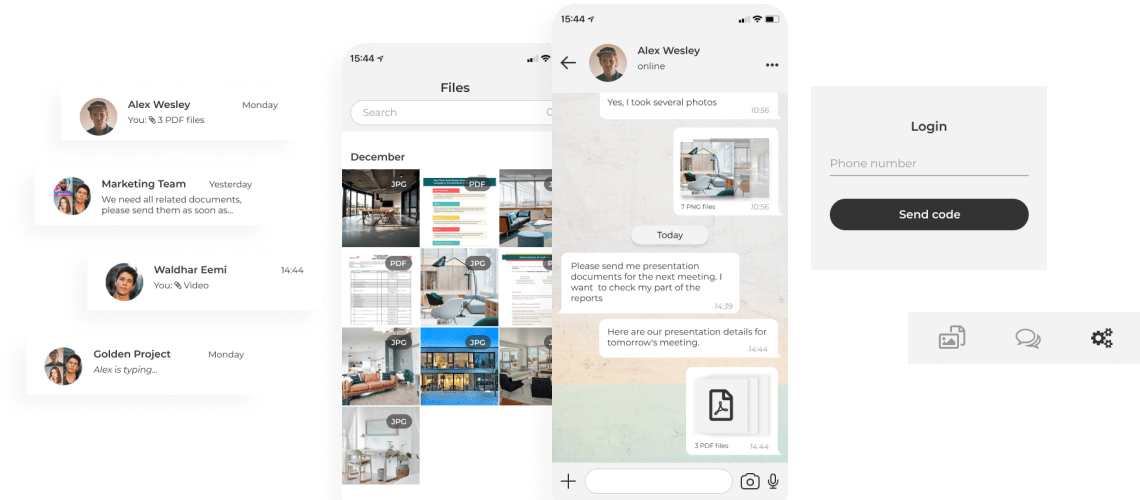 Alex Wesley
Monday
You: 3 PDF files
Marketing Team
Yesterday
We need all related documents,
please send them as soon as...
Waldhar Eemi
14:44
You: Video
Golden Project
Monday
Alex is typing...
15:44
Files
Search
December
JPG
PDF
J
PDF
JPG
JPG
JPG
J
JPG
15:44
Alex Wesley
online
Yes, I took several photos
10:56
7 PNG files
10:56
Today
Please send me presentation
documents for the next meeting. I
want to check my part of the
reports
14:39
Here are our presentation details for
tomorrow's meeting.
14:44
3 PDF files
14:44
Login
Phone number
Send code